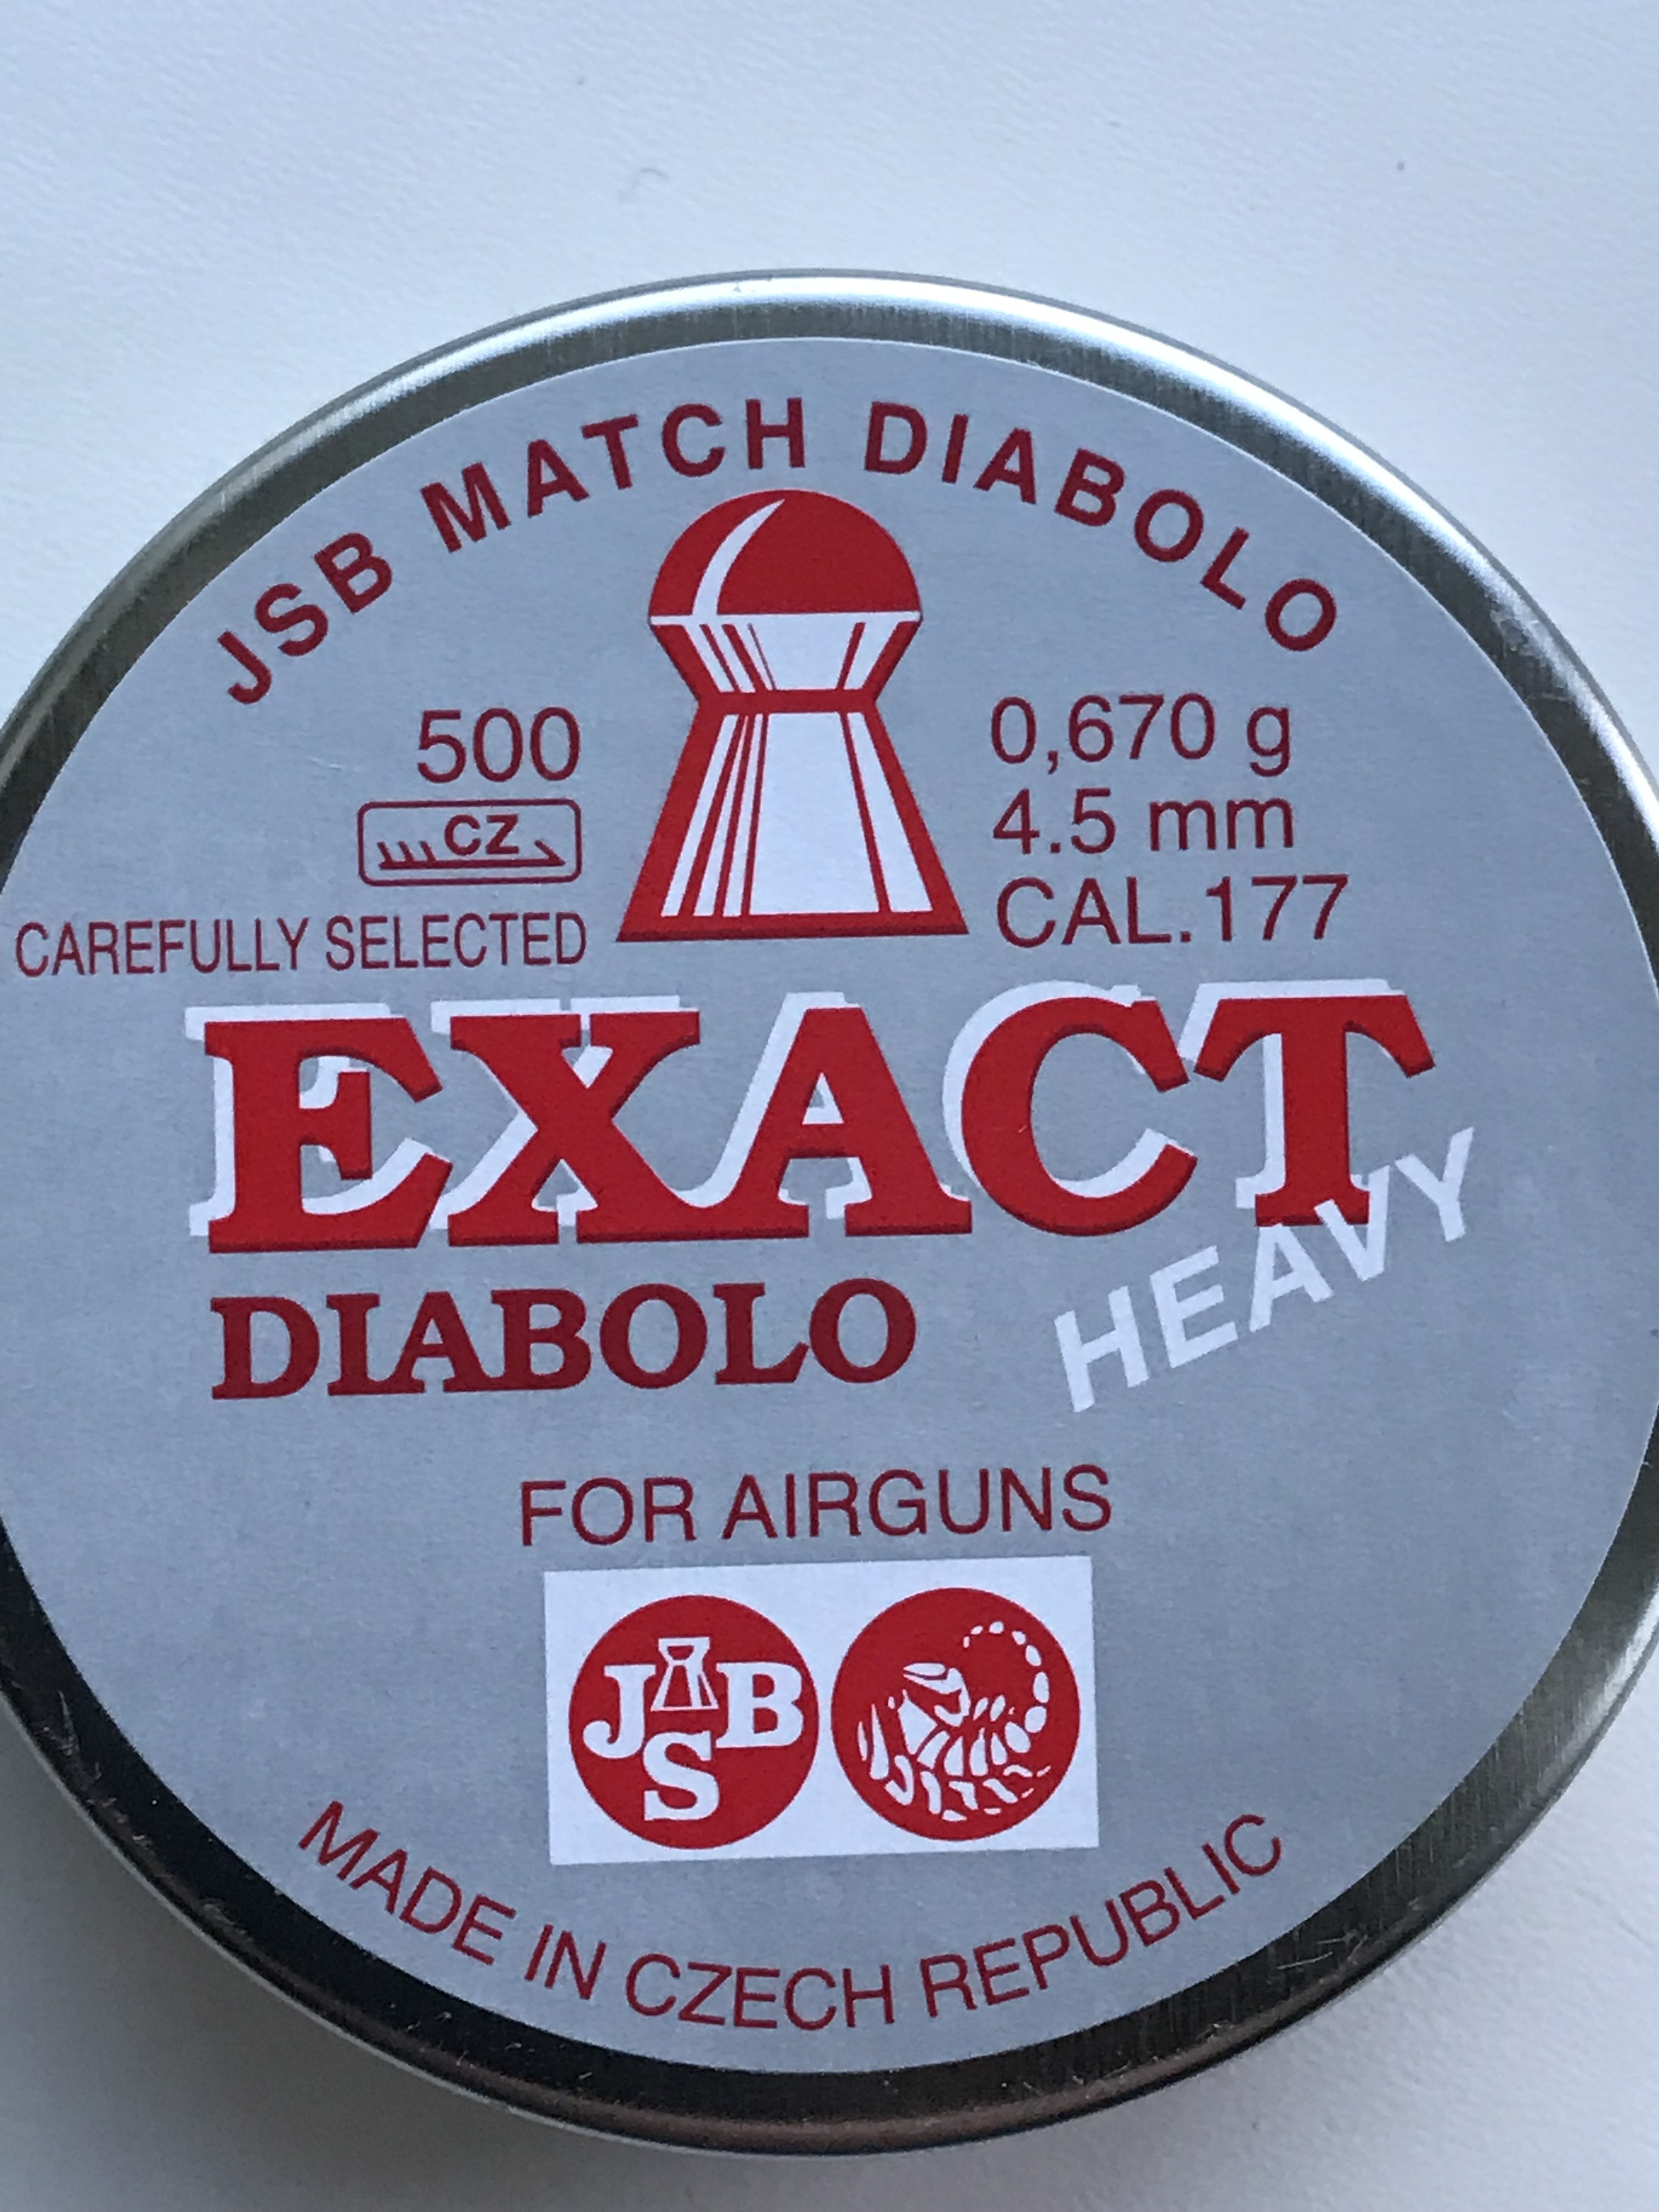 JSB MATCH DIABOLO
500
CZ
CAREFULLY SELECTED
0,670 g
4.5 mm
CAL.177
EXACT
HEAVY
DIABOLO
FOR AIRGUNS
JSB
MADE IN CZECH REPUBLIC